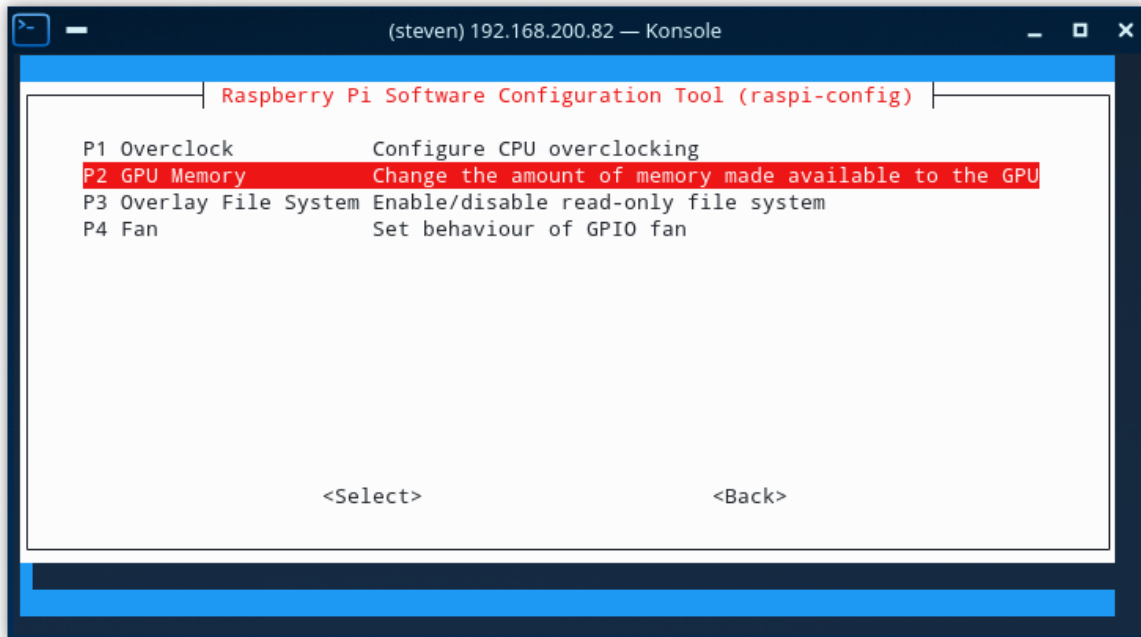 (steven) 192.168.200.82 — Konsole
Raspberry Pi Software Configuration Tool (raspi-config)
P1 Overclock Configure CPU overclocking
P2 GPU Memory Change the amount of memory made available to the GPU
P3 Overlay File System Enable/disable read-only file system
P4 Fan Set behaviour of GPIO fan
<Select> <Back>